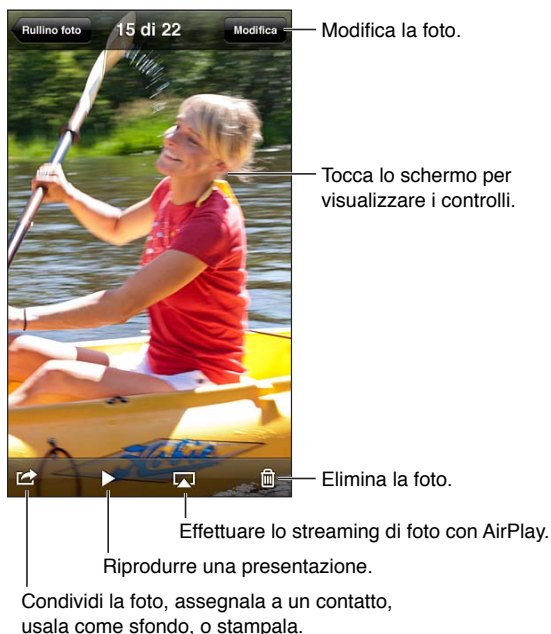 Rullino foto
15 di 22
Modifica
Modifica la foto.
Tocca lo schermo per
visualizzare i controlli.
Hobie
Elimina la foto.
Effettuare lo streaming di foto con AirPlay.
Riprodurre una presentazione.
Condividi la foto, assegnala a un contatto,
usala come sfondo, o stampala.